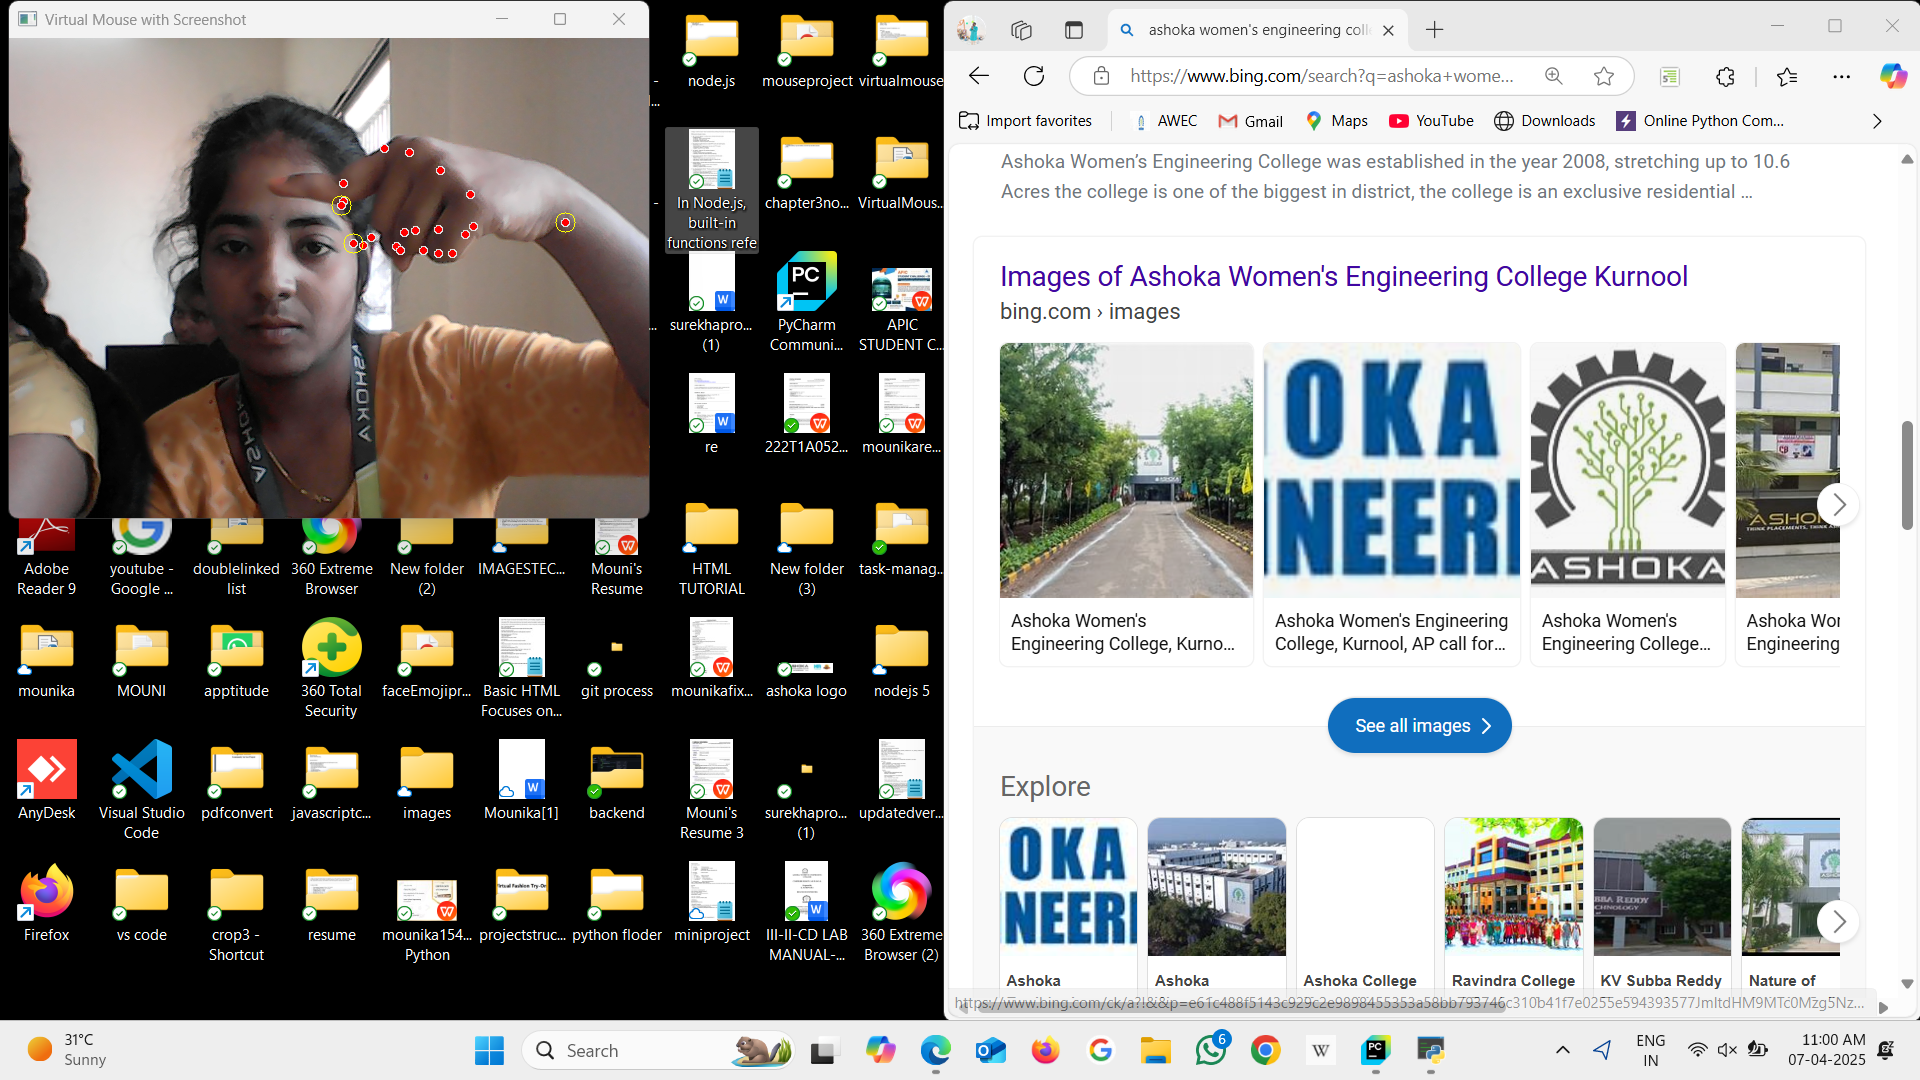 Virtual Mouse with Screenshot
node.js
mouseproject
virtualmouse
In Node.js,
built-in
functions refe
chapter3no...
VirtualMous...
surekhapro...
(1)
PyCharm
Communi...
APIC
STUDENT C...
re
222T1A052...
mounikare...
Adobe
Reader 9
youtube -
Google ...
doublelinked
list
360 Extreme
Browser
New folder
(2)
IMAGESTEC...
Mouni's
Resume
HTML
TUTORIAL
New folder
(3)
task-manag...
mounika
MOUNI
apptitude
360 Total
Security
faceEmojipr...
Basic HTML
Focuses on...
git process
mounikafix...
ashoka logo
nodejs 5
AnyDesk
Visual Studio
Code
pdfconvert
javascriptc...
images
Mounika[1]
backend
Mouni's
Resume 3
surekhapro...
(1)
updatedver...
Firefox
vs code
crop3 -
Shortcut
resume
mounika154...
Python
projectstruc...
python floder
miniproject
III-II-CD LAB
MANUAL-...
360 Extreme
Browser (2)
ashoka women's engineering coll
https://www.bing.com/search?q=ashoka+wome...
Import favorites
AWEC
Gmail
Maps
YouTube
Downloads
Online Python Com...
Ashoka Women's Engineering College was established in the year 2008, stretching up to 10.6
Acres the college is one of the biggest in district, the college is an exclusive residential ...
Images of Ashoka Women's Engineering College Kurnool
bing.com › images
OKA
NEERI
ASHOKA
Ashoka Women's
Engineering College, Kurno...
Ashoka Women's Engineering
College, Kurnool, AP call for...
Ashoka Women's
Engineering College...
Ashoka Wor
Engineering
See all images
Explore
OKA
NEERI
Ashoka
Ashoka
Ashoka College
Ravindra College
KV Subba Reddy
Nature of
31°C
Sunny
Search
6
ENG
IN
11:00 AM
07-04-2025